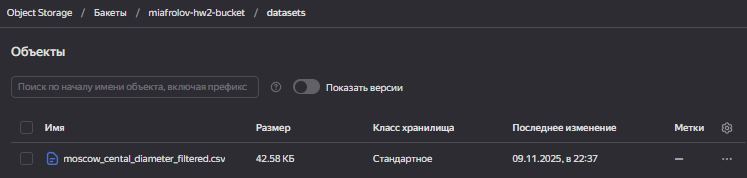 Object Storage / Бакеты / miafrolov-hw2-bucket / datasets
Объекты
Поиск по началу имени объекта, включая префикс
Показать версии
Имя Размер Класс хранилища Последнее изменение Метки
moscow_cental_diameter_filtered.csv 42.58 КБ Стандартное 09.11.2025, в 22:37 —